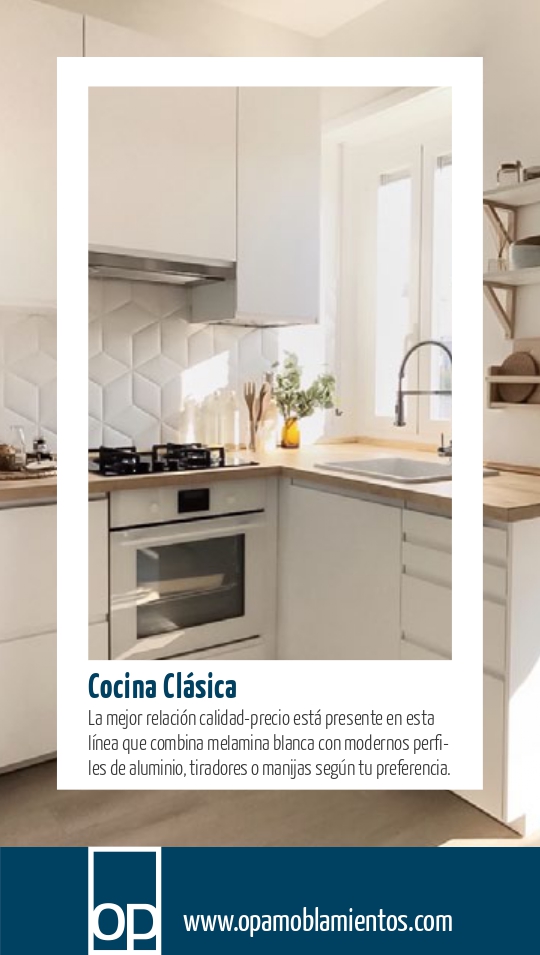 Cocina Clásica
La mejor relación calidad-precio está presente en esta
línea que combina melamina blanca con modernos perfi-
les de aluminio, tiradores o manijas según tu preferencia.
op
www.opamoblamientos.com